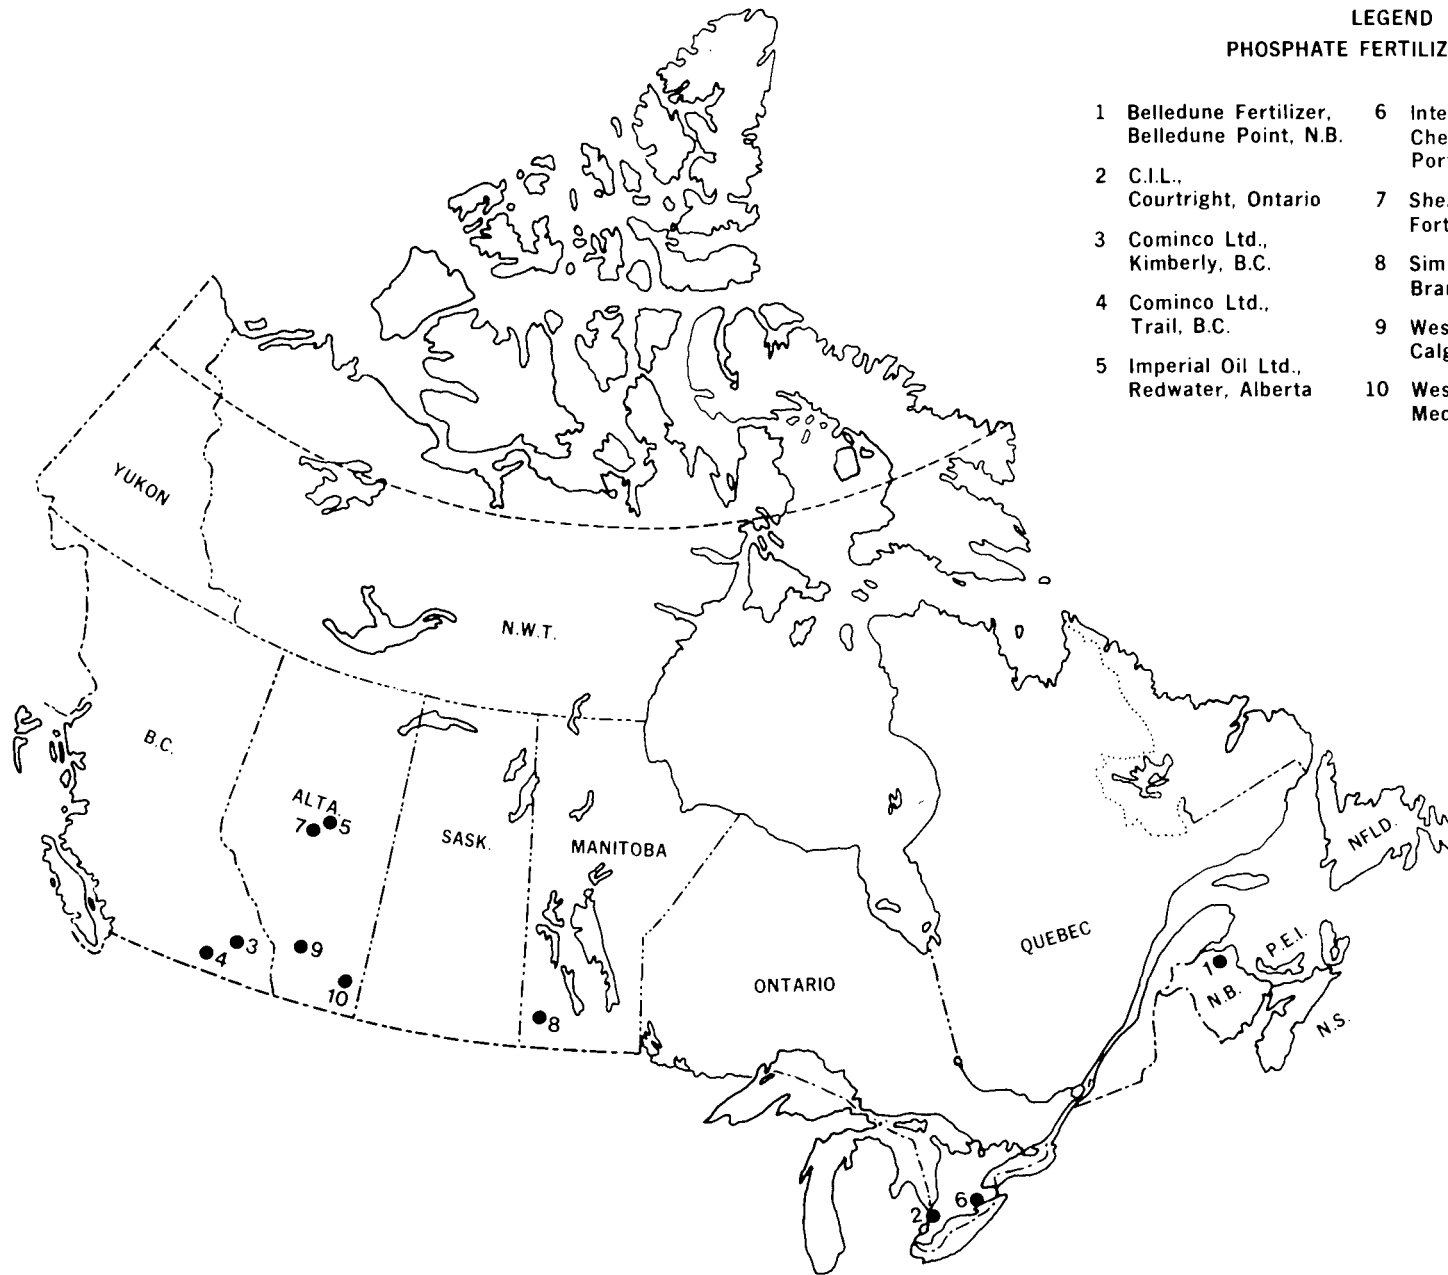 LEGEND
PHOSPHATE FERTILIZ
1 Belledune Fertilizer,
Belledune Point, N.B.
2 C.I.L.,
Courtright, Ontario
3 Cominco Ltd.,
Kimberly, B.C.
4 Cominco Ltd.,
Trail, B.C.
5 Imperial Oil Ltd.,
Redwater, Alberta
6 Inte
Che
Por
7 She
Fort
8 Sim
Bran
9 Wes
Calg
10 Wes
Med
YUKON
N.W.T.
B.C.
ALTA.
7 5
SASK.
MANITOBA
NFLD.
QUEBEC
P.E.I.
4 3 9
1
N.B.
10
ONTARIO
N.S.
8
6
2